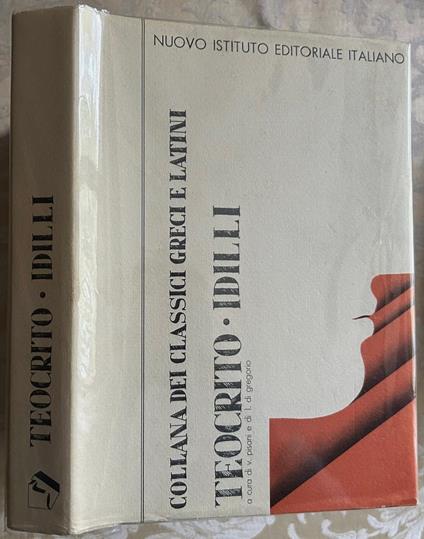 NUOVO ISTITUTO EDITORIALE ITALIANO
COLLANA DEI CLASSICI GRECI E LATINI
TEOCRITO • IDILLI
a cura di v. pisani e di l. di gregorio
TEOCRITO • IDILLI